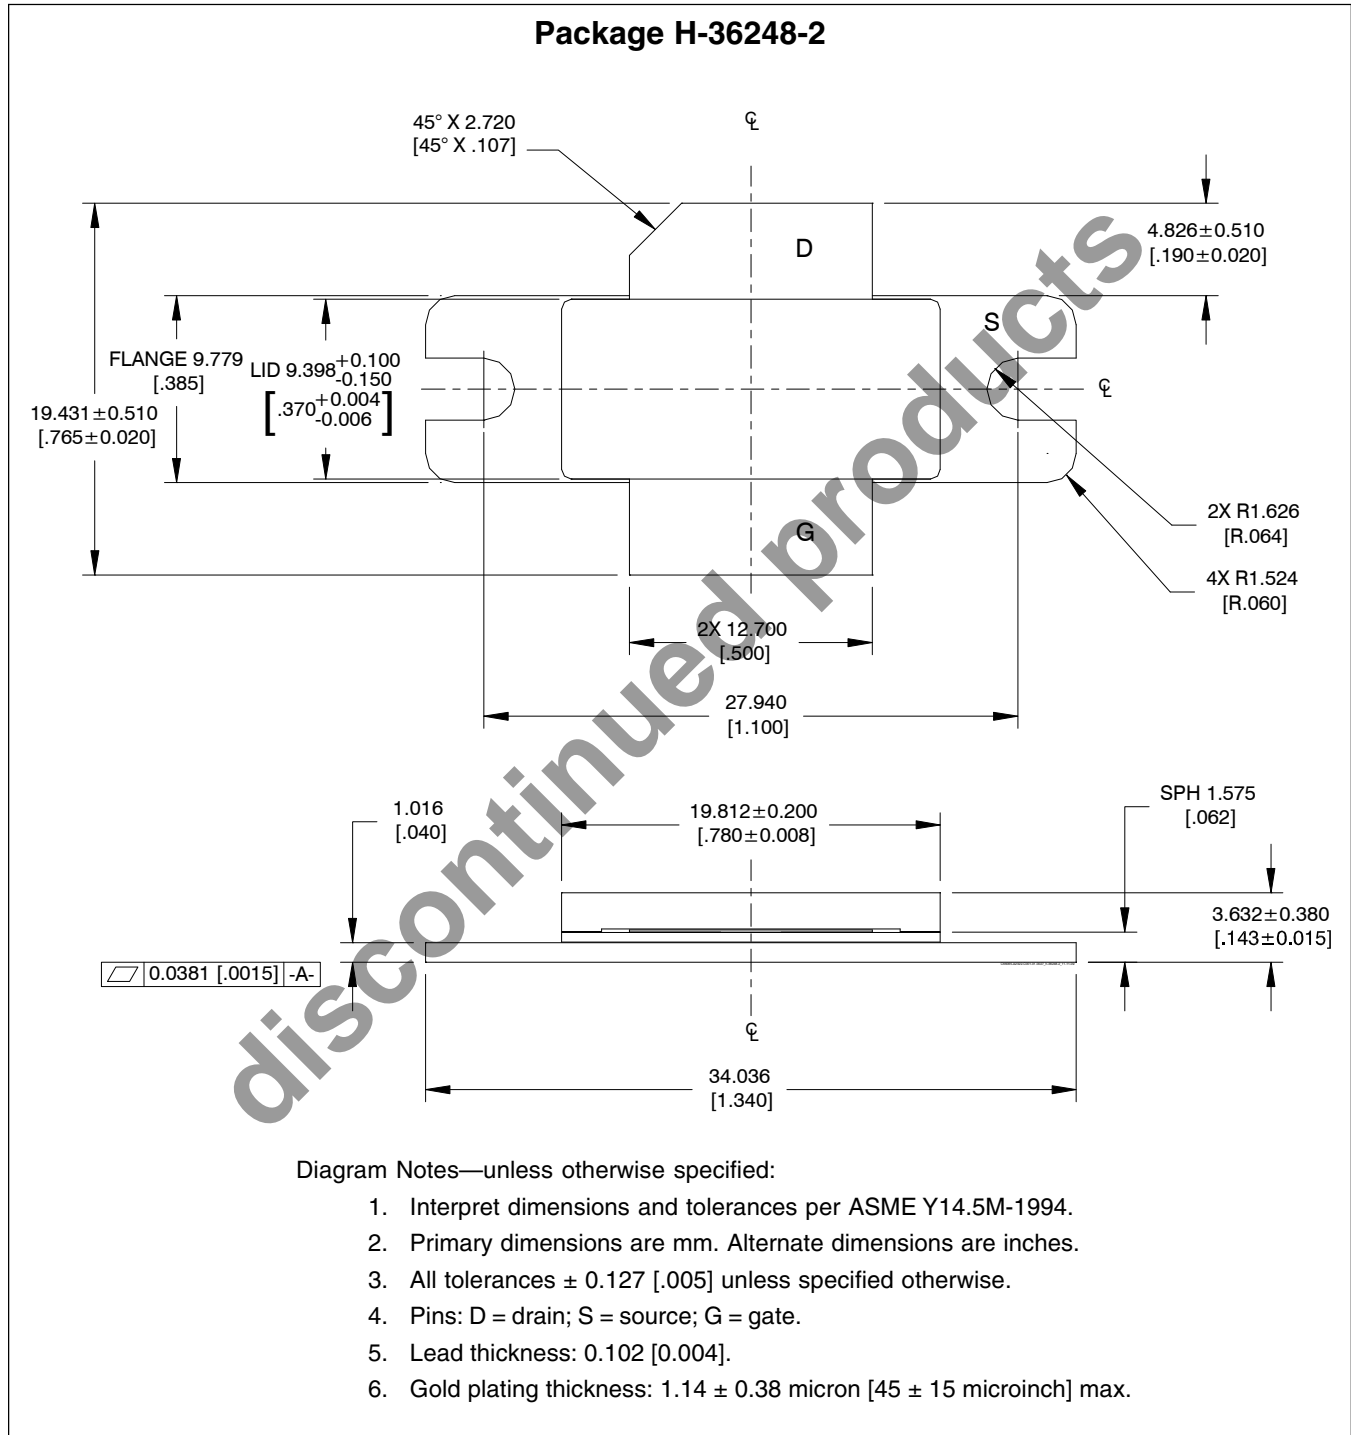 Package H-36248-2
45° X 2.720
[45° X .107]
℄
4.826±0.510
[.190±0.020]
D
S
FLANGE 9.779
[.385]
LID 9.398+0.100
-0.150
[.370+0.004
-0.006]
℄
19.431±0.510
[.765±0.020]
G
2X R1.626
[R.064]
4X R1.524
[R.060]
2X 12.700
[.500]
27.940
[1.100]
1.016
[.040]
19.812±0.200
[.780±0.008]
SPH 1.575
[.062]
3.632±0.380
[.143±0.015]
⏥ 0.0381 [.0015] -A-
℄
34.036
[1.340]
discontinued products
Diagram Notes—unless otherwise specified:
1. Interpret dimensions and tolerances per ASME Y14.5M-1994.
2. Primary dimensions are mm. Alternate dimensions are inches.
3. All tolerances ± 0.127 [.005] unless specified otherwise.
4. Pins: D = drain; S = source; G = gate.
5. Lead thickness: 0.102 [0.004].
6. Gold plating thickness: 1.14 ± 0.38 micron [45 ± 15 microinch] max.